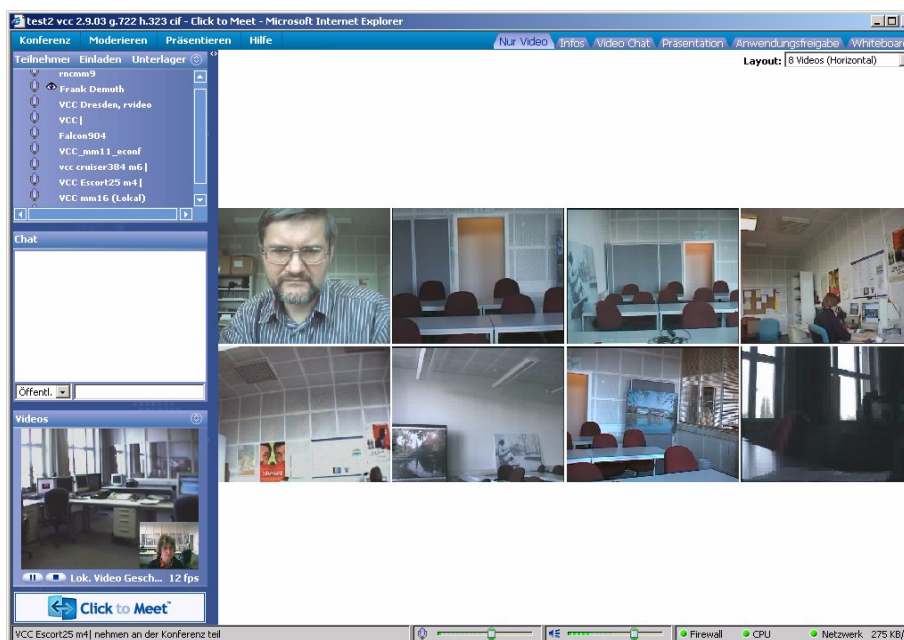 test2 vcc 2.9.03 g.722 h.323 cif - Click to Meet - Microsoft Internet Explorer
Konferenz Moderieren Präsentieren Hilfe
Nur Video Infos Video Chat Präsentation Anwendungsfreigabe Whiteboard
Teilnehmer Einladen Unterlager
Layout: 8 Videos (Horizontal)
rncmm9
Frank Demuth
VCC Dresden, rvideo
VCC|
Falcon904
VCC_mm11_econf
vcc cruiser384 m6|
VCC Escort25 m4|
VCC mm16 (Lokal)
Chat
Öffentl.
Videos
Lok. Video Gesch... 12 fps
Click to Meet™
VCC Escort25 m4| nehmen an der Konferenz teil
Firewall CPU Netzwerk 275 KB/